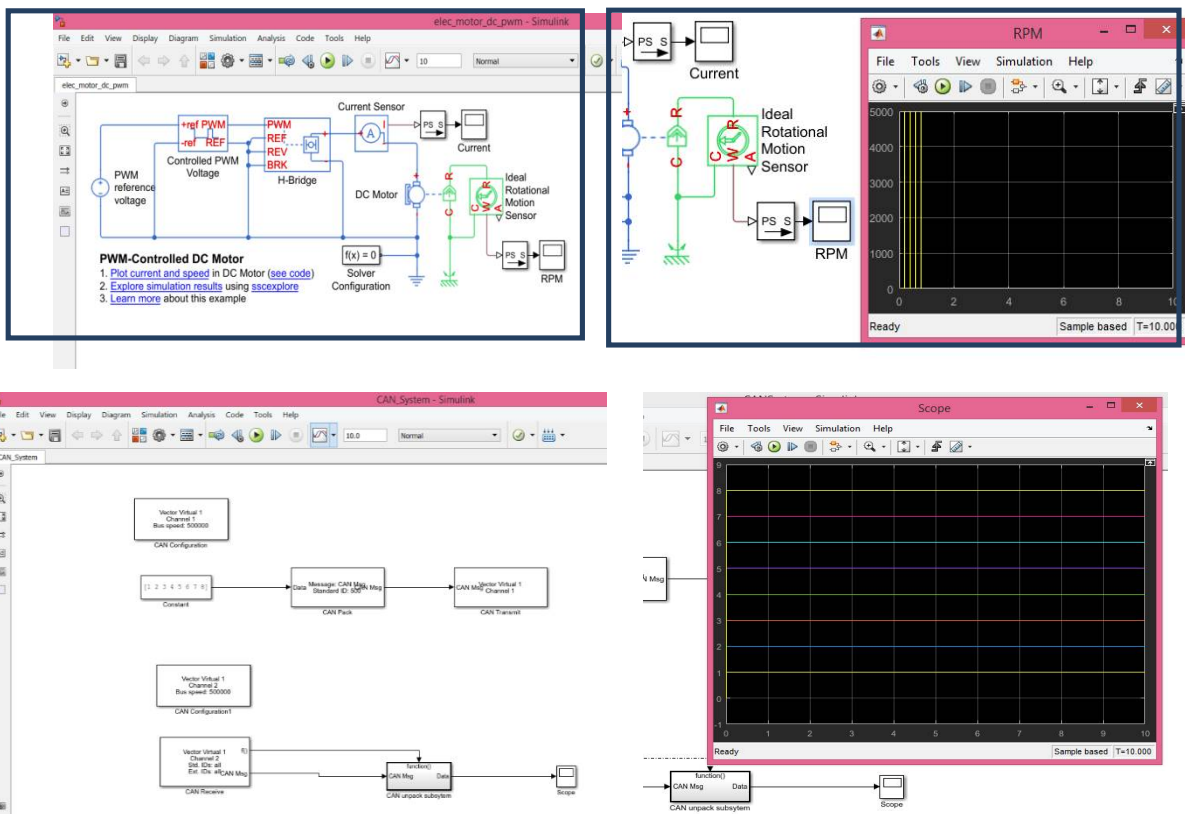 elec_motor_dc_pwm - Simulink
File Edit View Display Diagram Simulation Analysis Code Tools Help
10 Normal
elec_motor_dc_pwm
Current Sensor
+ref PWM
-ref REF
Controlled PWM
Voltage
PWM
REF
REV
BRK
H-Bridge
A
I
PS S
Current
PWM
reference
voltage
DC Motor
R
C
R
C W A
Ideal
Rotational
Motion
Sensor
PS S
RPM
f(x) = 0
Solver
Configuration
PWM-Controlled DC Motor
1. Plot current and speed in DC Motor (see code)
2. Explore simulation results using sscexplore
3. Learn more about this example
PS S
Current
R
C
R
C W A
Ideal
Rotational
Motion
Sensor
PS S
RPM
RPM
File Tools View Simulation Help
5000
4000
3000
2000
1000
0
0 2 4 6 8 10
Ready Sample based T=10.000
CAN_System - Simulink
Edit View Display Diagram Simulation Analysis Code Tools Help
10.0 Normal
CAN_System
Vector Virtual 1
Channel 1
Bus speed: 500000
CAN Configuration
[1 2 3 4 5 6 7 8]
Constant
Data Message: CAN Msg CAN Msg
Standard ID: 500
CAN Pack
CAN Msg Vector Virtual 1
Channel 1
CAN Transmit
Vector Virtual 1
Channel 2
Bus speed: 500000
CAN Configuration1
Vector Virtual 1 f()
Channel 2
Std. IDs: all
Ext. IDs: all CAN Msg
CAN Receive
function()
CAN Msg Data
CAN unpack subsytem
Scope
Scope
File Tools View Simulation Help
9
8
7
6
5
4
3
2
1
0
-1
0 1 2 3 4 5 6 7 8 9 10
Ready Sample based T=10.000
Msg
function()
CAN Msg Data
CAN unpack subsytem
Scope